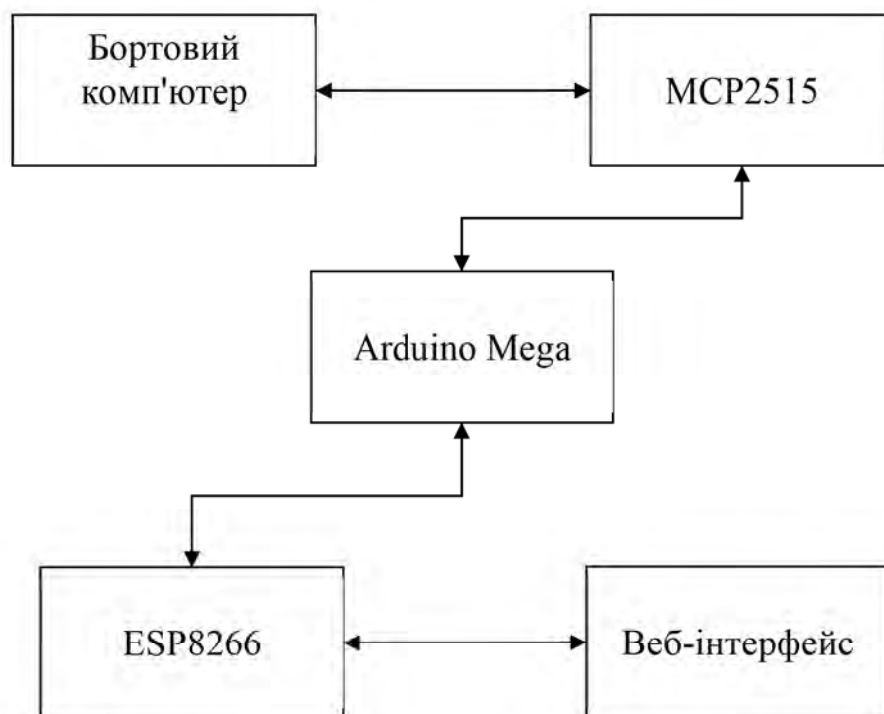 Бортовий
комп'ютер
MCP2515
Arduino Mega
ESP8266
Веб-інтерфейс